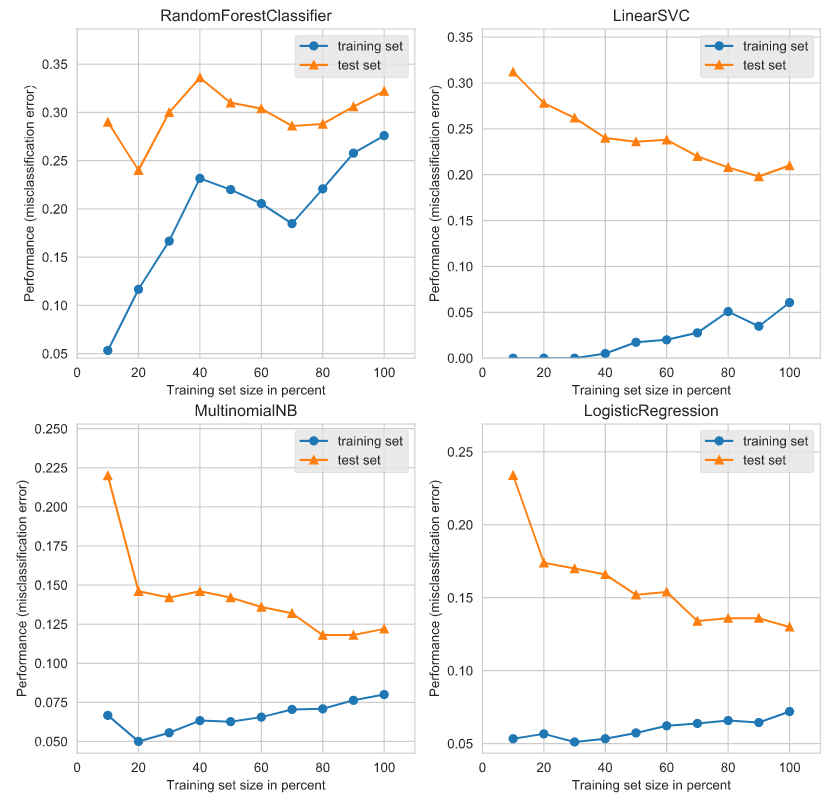 RandomForestClassifier
training set
test set
0.35
0.30
0.25
0.20
0.15
0.10
0.05
Performance (misclassification error)
0 20 40 60 80 100
Training set size in percent
LinearSVC
training set
test set
0.35
0.30
0.25
0.20
0.15
0.10
0.05
0.00
Performance (misclassification error)
0 20 40 60 80 100
Training set size in percent
MultinomialNB
training set
test set
0.250
0.225
0.200
0.175
0.150
0.125
0.100
0.075
0.050
Performance (misclassification error)
0 20 40 60 80 100
Training set size in percent
LogisticRegression
training set
test set
0.25
0.20
0.15
0.10
0.05
Performance (misclassification error)
0 20 40 60 80 100
Training set size in percent